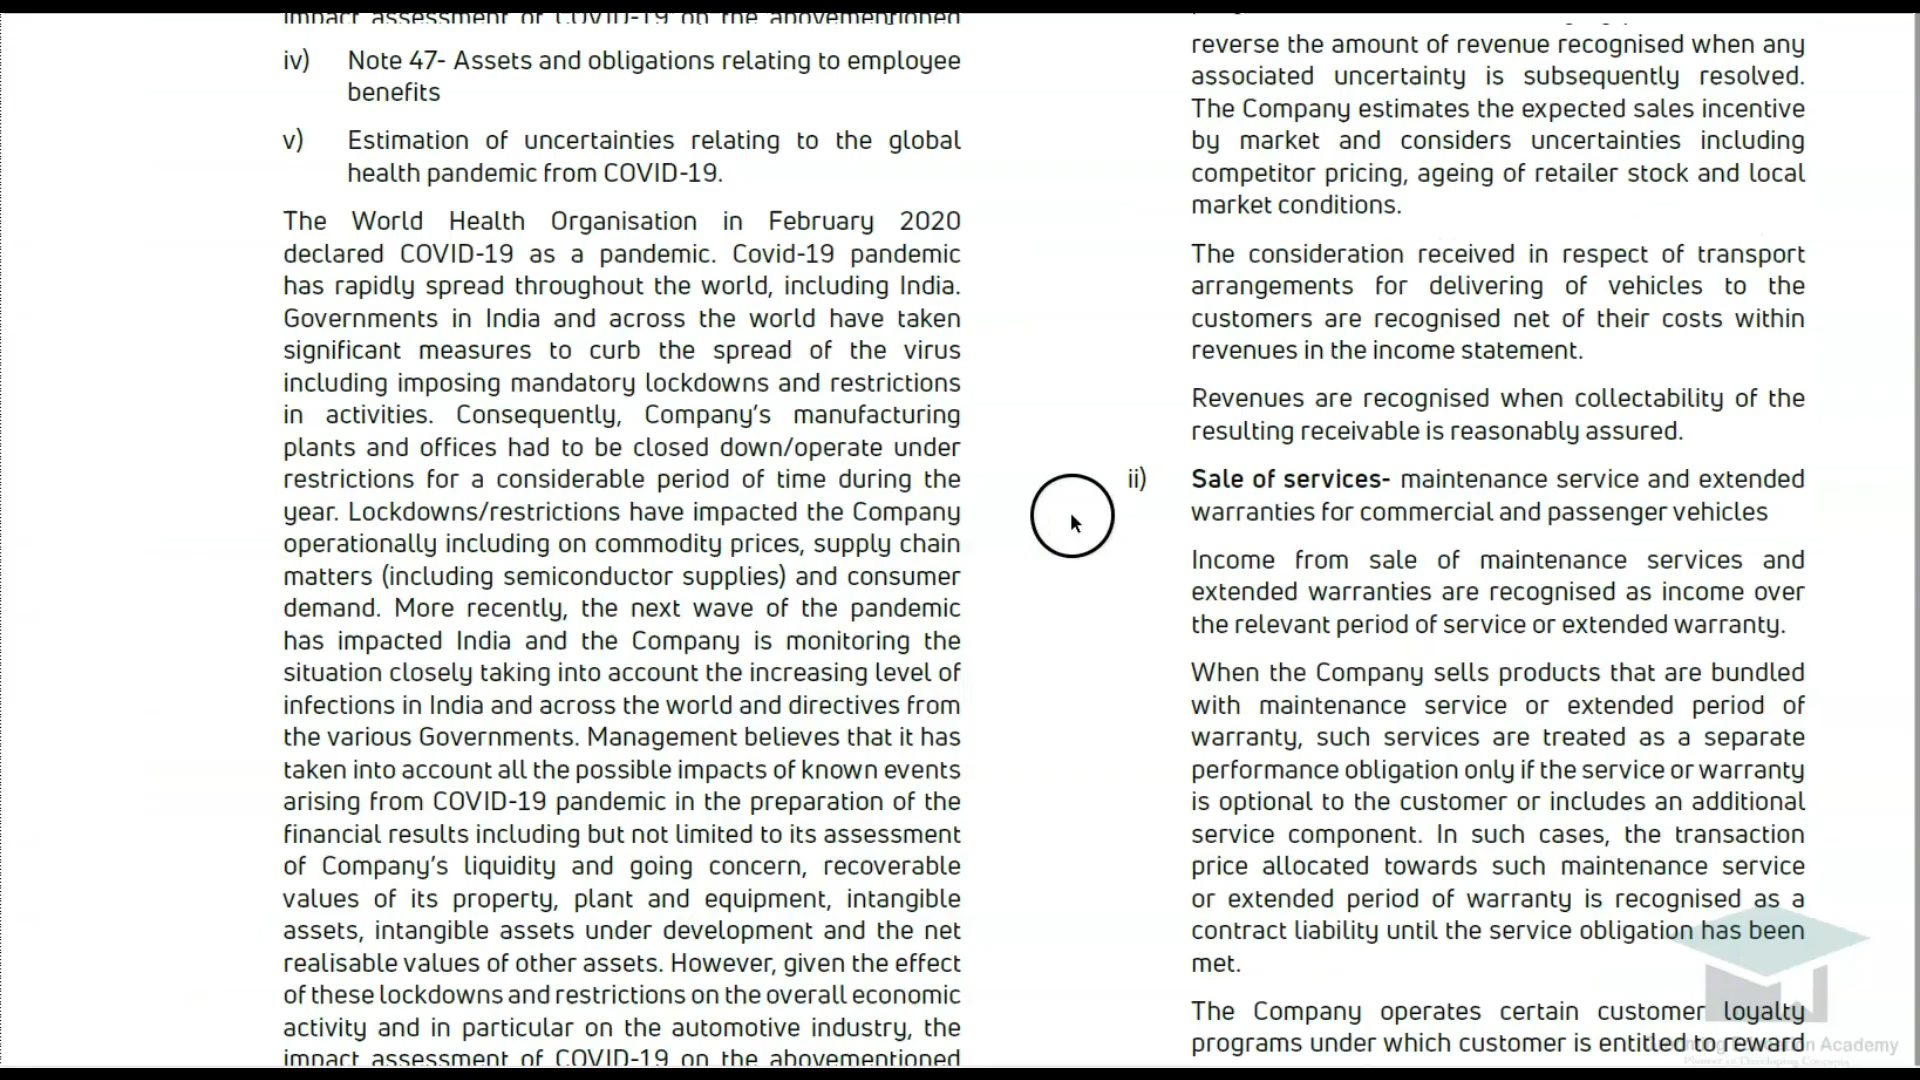 impact assessment of COVID-19 on the abovementioned
iv) Note 47- Assets and obligations relating to employee
benefits
v) Estimation of uncertainties relating to the global
health pandemic from COVID-19.
The World Health Organisation in February 2020
declared COVID-19 as a pandemic. Covid-19 pandemic
has rapidly spread throughout the world, including India.
Governments in India and across the world have taken
significant measures to curb the spread of the virus
including imposing mandatory lockdowns and restrictions
in activities. Consequently, Company's manufacturing
plants and offices had to be closed down/operate under
restrictions for a considerable period of time during the
year. Lockdowns/restrictions have impacted the Company
operationally including on commodity prices, supply chain
matters (including semiconductor supplies) and consumer
demand. More recently, the next wave of the pandemic
has impacted India and the Company is monitoring the
situation closely taking into account the increasing level of
infections in India and across the world and directives from
the various Governments. Management believes that it has
taken into account all the possible impacts of known events
arising from COVID-19 pandemic in the preparation of the
financial results including but not limited to its assessment
of Company's liquidity and going concern, recoverable
values of its property, plant and equipment, intangible
assets, intangible assets under development and the net
realisable values of other assets. However, given the effect
of these lockdowns and restrictions on the overall economic
activity and in particular on the automotive industry, the
impact assessment of COVID-19 on the abovementioned
reverse the amount of revenue recognised when any
associated uncertainty is subsequently resolved.
The Company estimates the expected sales incentive
by market and considers uncertainties including
competitor pricing, ageing of retailer stock and local
market conditions.
The consideration received in respect of transport
arrangements for delivering of vehicles to the
customers are recognised net of their costs within
revenues in the income statement.
Revenues are recognised when collectability of the
resulting receivable is reasonably assured.
ii) Sale of services- maintenance service and extended
warranties for commercial and passenger vehicles
Income from sale of maintenance services and
extended warranties are recognised as income over
the relevant period of service or extended warranty.
When the Company sells products that are bundled
with maintenance service or extended period of
warranty, such services are treated as a separate
performance obligation only if the service or warranty
is optional to the customer or includes an additional
service component. In such cases, the transaction
price allocated towards such maintenance service
or extended period of warranty is recognised as a
contract liability until the service obligation has been
met.
The Company operates certain customer loyalty
programs under which customer is entitled to reward
Academy